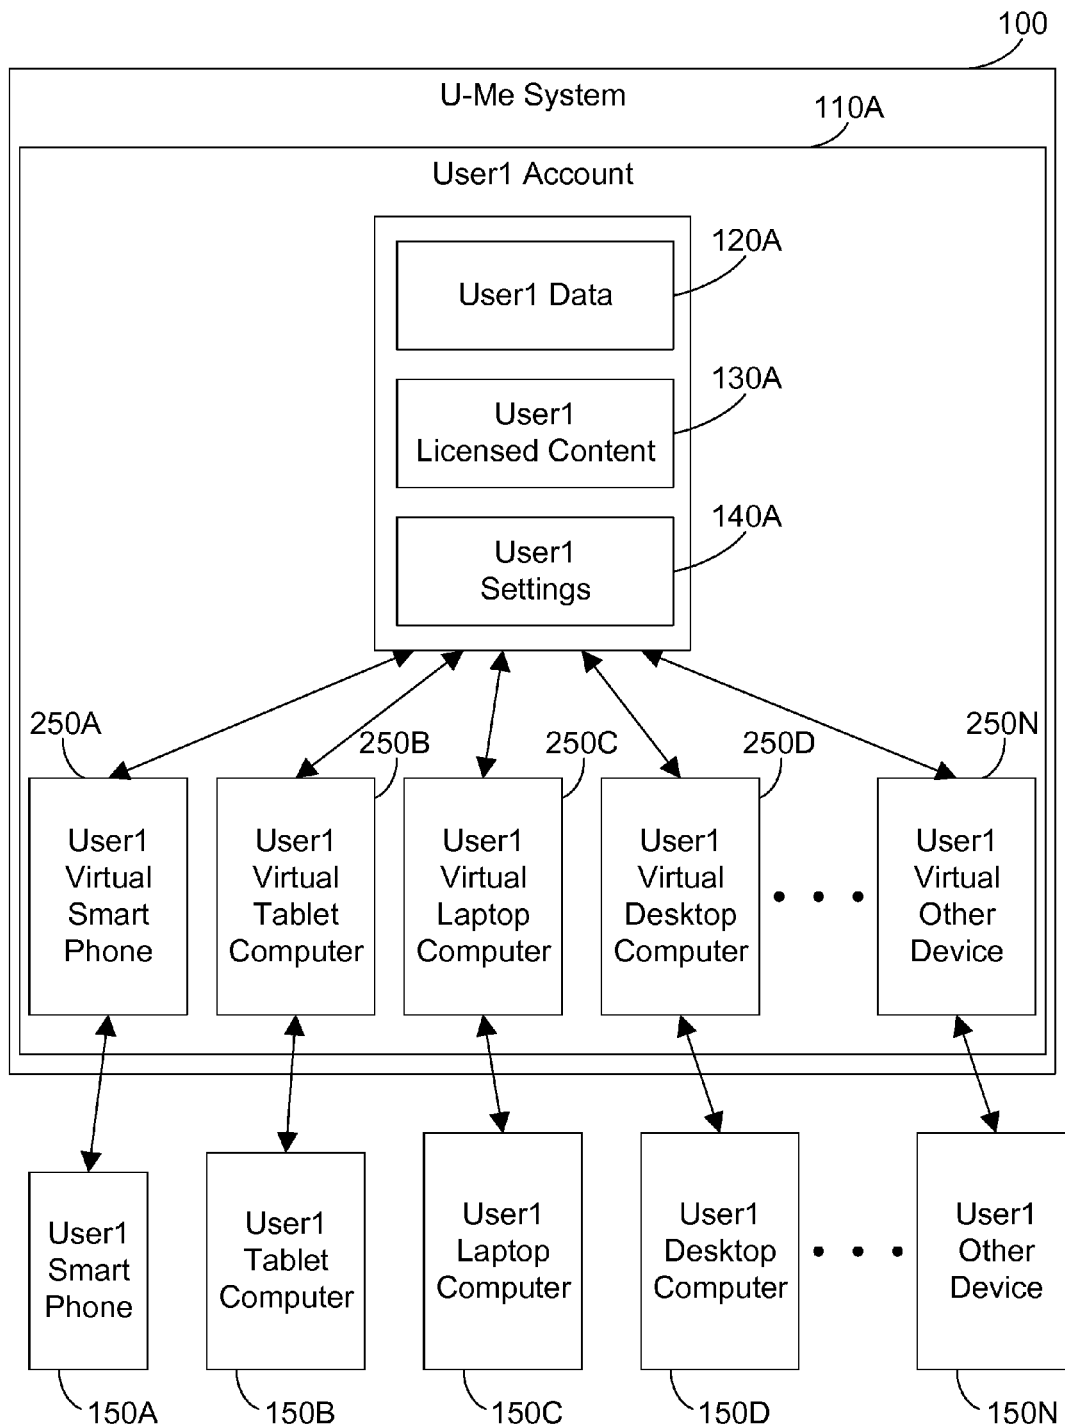 100
U-Me System
110A
User1 Account
120A
User1 Data
130A
User1
Licensed Content
140A
User1
Settings
250A
250B
250C
250D
250N
User1
Virtual
Smart
Phone
User1
Virtual
Tablet
Computer
User1
Virtual
Laptop
Computer
User1
Virtual
Desktop
Computer
User1
Virtual
Other
Device
User1
Smart
Phone
User1
Tablet
Computer
User1
Laptop
Computer
User1
Desktop
Computer
User1
Other
Device
150A
150B
150C
150D
150N